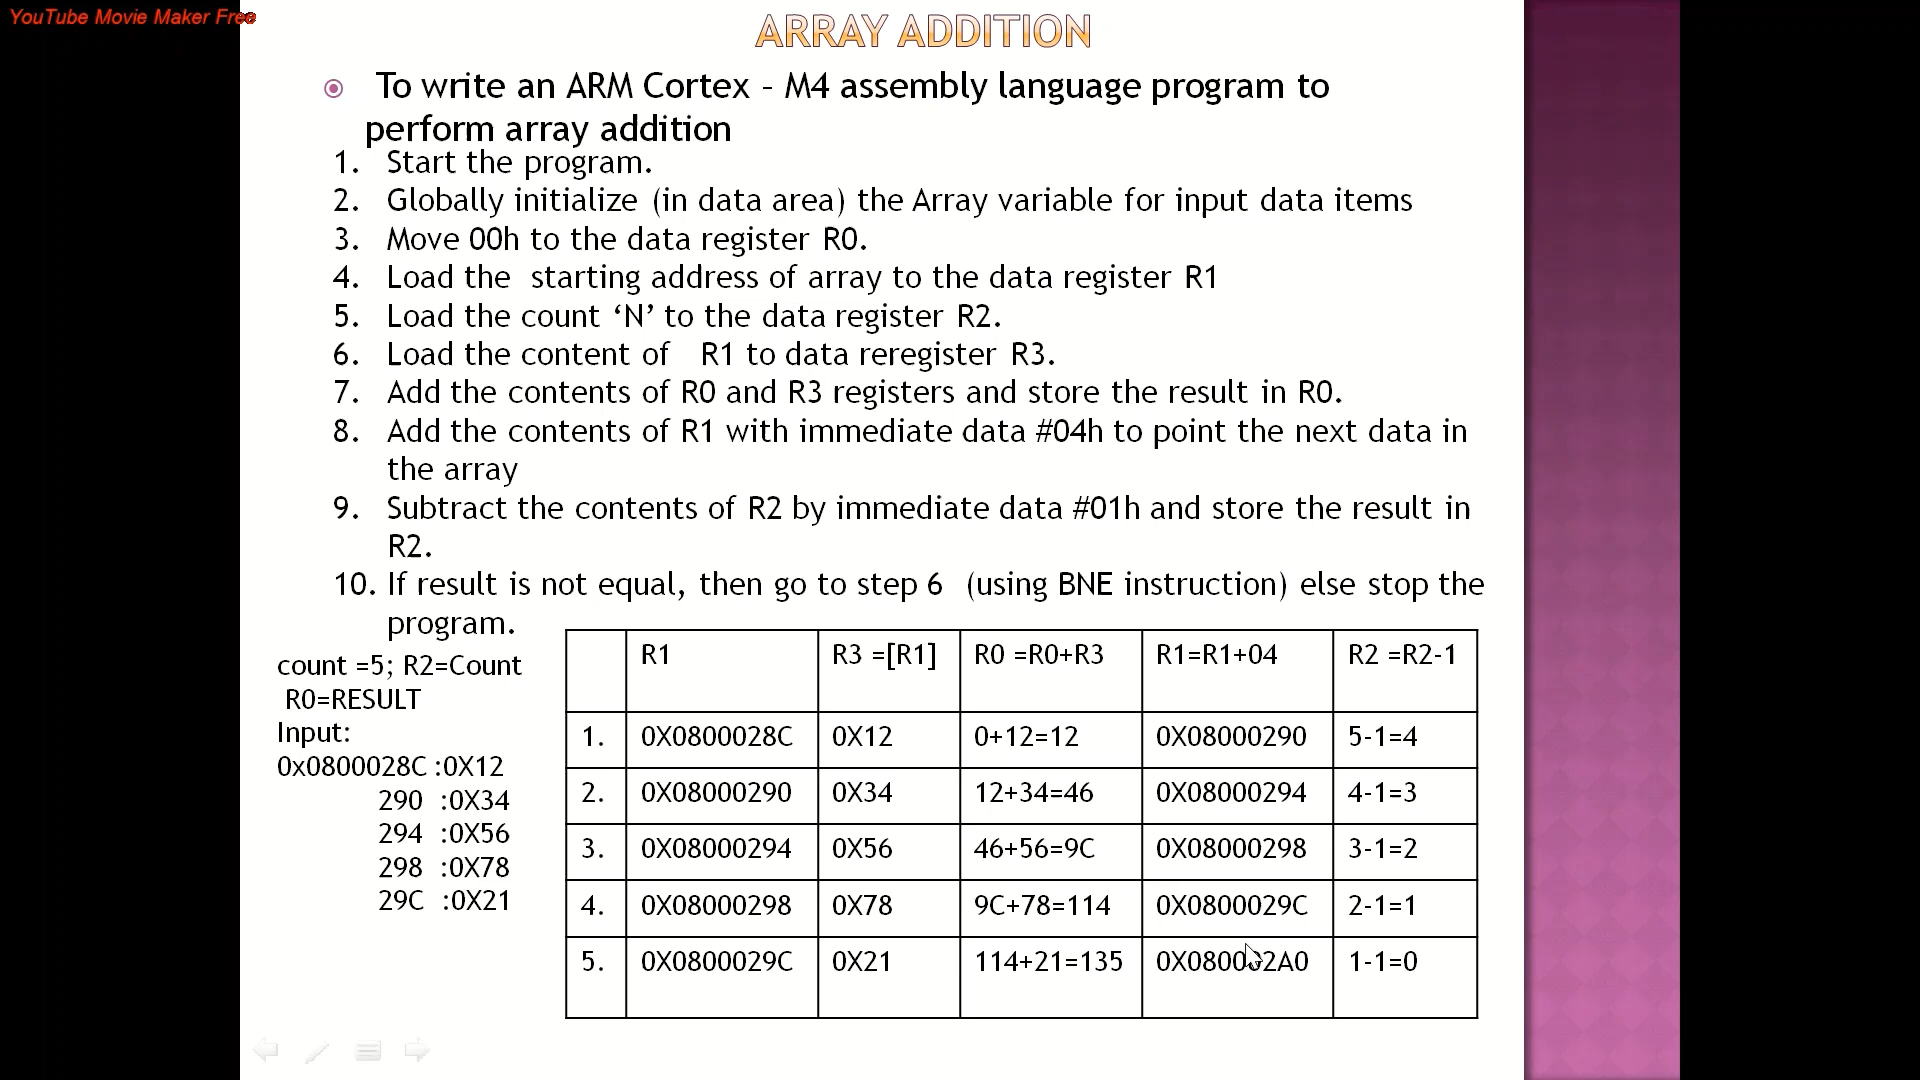 YouTube Movie Maker Free
ARRAY ADDITION
To write an ARM Cortex – M4 assembly language program to
perform array addition
1. Start the program.
2. Globally initialize (in data area) the Array variable for input data items
3. Move 00h to the data register R0.
4. Load the starting address of array to the data register R1
5. Load the count ‘N’ to the data register R2.
6. Load the content of R1 to data reregister R3.
7. Add the contents of R0 and R3 registers and store the result in R0.
8. Add the contents of R1 with immediate data #04h to point the next data in
the array
9. Subtract the contents of R2 by immediate data #01h and store the result in
R2.
10. If result is not equal, then go to step 6 (using BNE instruction) else stop the
program.
count =5; R2=Count
R0=RESULT
Input:
0x0800028C :0X12
290 :0X34
294 :0X56
298 :0X78
29C :0X21
R1 R3 =[R1] R0 =R0+R3 R1=R1+04 R2 =R2-1
1. 0X0800028C 0X12 0+12=12 0X08000290 5-1=4
2. 0X08000290 0X34 12+34=46 0X08000294 4-1=3
3. 0X08000294 0X56 46+56=9C 0X08000298 3-1=2
4. 0X08000298 0X78 9C+78=114 0X0800029C 2-1=1
5. 0X0800029C 0X21 114+21=135 0X080002A0 1-1=0